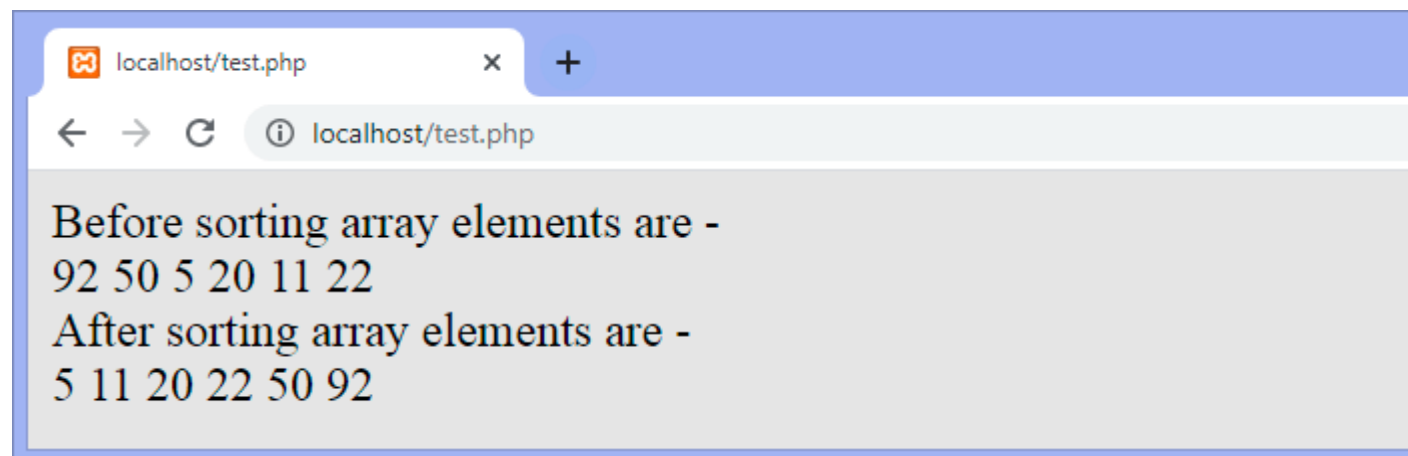 localhost/test.php
localhost/test.php
Before sorting array elements are -
92 50 5 20 11 22
After sorting array elements are -
5 11 20 22 50 92